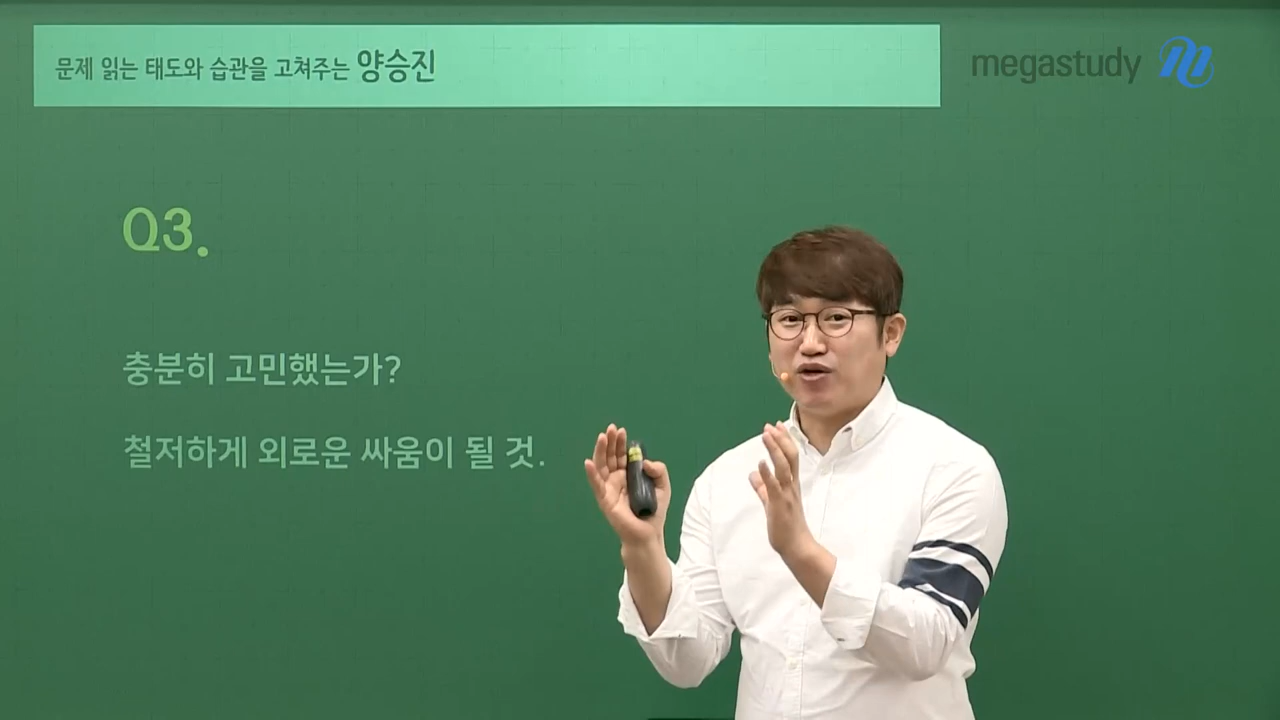 문제 읽는 태도와 습관을 고쳐주는 양승진
megastudy
Q3.
충분히 고민했는가?
철저하게 외로운 싸움이 될 것.